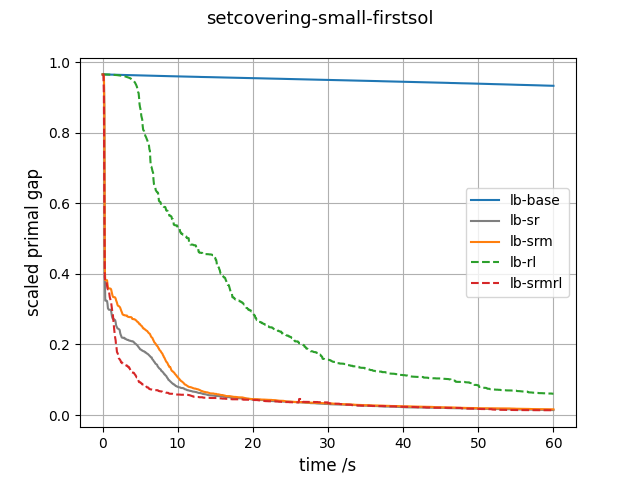 setcovering-small-firstsol
scaled primal gap
1.0
0.8
0.6
0.4
0.2
0.0
lb-base
lb-sr
lb-srm
lb-rl
lb-srmrl
0 10 20 30 40 50 60
time /s